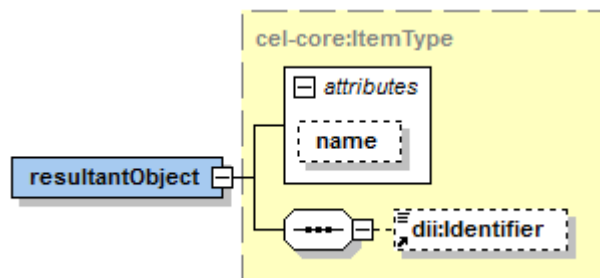 cel-core:ItemType
attributes
name
resultantObject
dii:Identifier